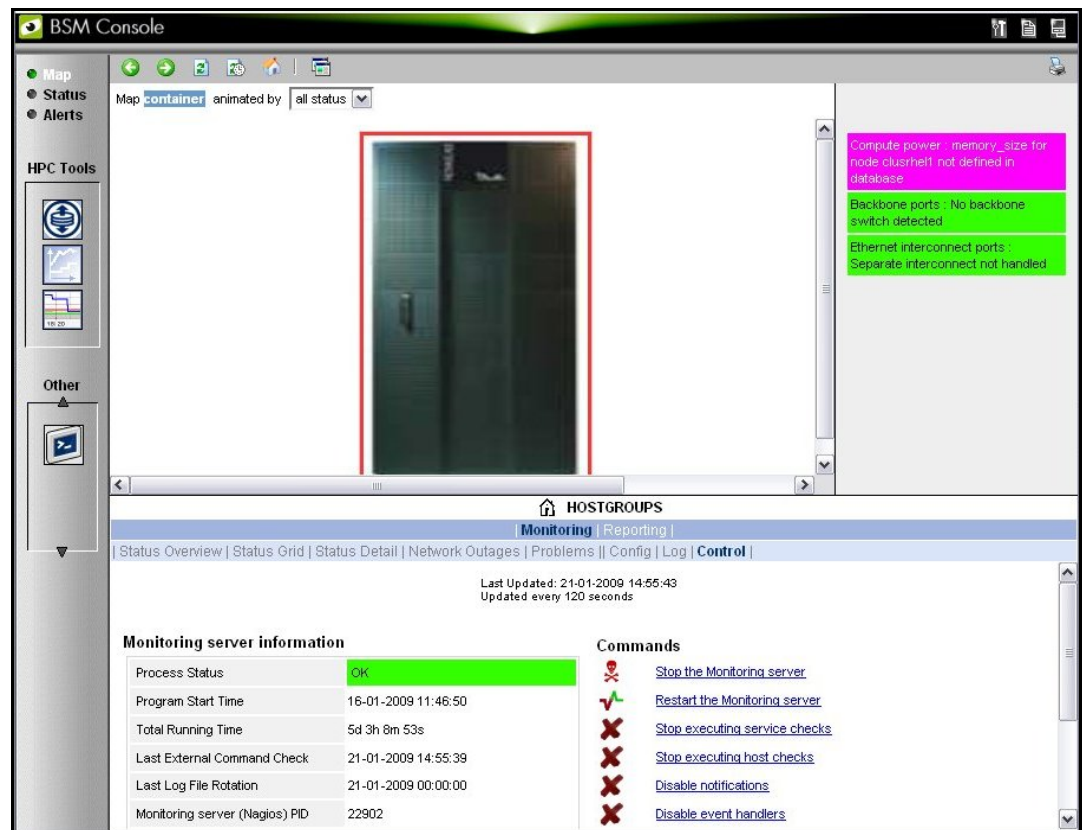 BSM Console
Map
Status
Alerts
HPC Tools
18:20
Other
Map container animated by all status
Compute power : memory_size for
node clusrhel1 not defined in
database
Backbone ports : No backbone
switch detected
Ethernet interconnect ports :
Separate interconnect not handled
HOSTGROUPS
| Monitoring | Reporting |
| Status Overview | Status Grid | Status Detail | Network Outages | Problems || Config | Log | Control |
Last Updated: 21-01-2009 14:55:43
Updated every 120 seconds
Monitoring server information
Process Status OK
Program Start Time 16-01-2009 11:46:50
Total Running Time 5d 3h 8m 53s
Last External Command Check 21-01-2009 14:55:39
Last Log File Rotation 21-01-2009 00:00:00
Monitoring server (Nagios) PID 22902
Commands
Stop the Monitoring server
Restart the Monitoring server
Stop executing service checks
Stop executing host checks
Disable notifications
Disable event handlers